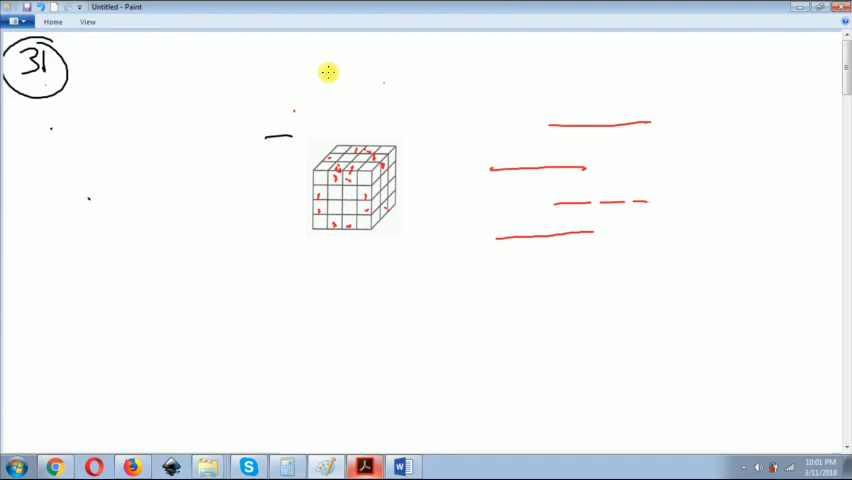 Untitled - Paint
Home
View
31
10:01 PM
3/11/2018